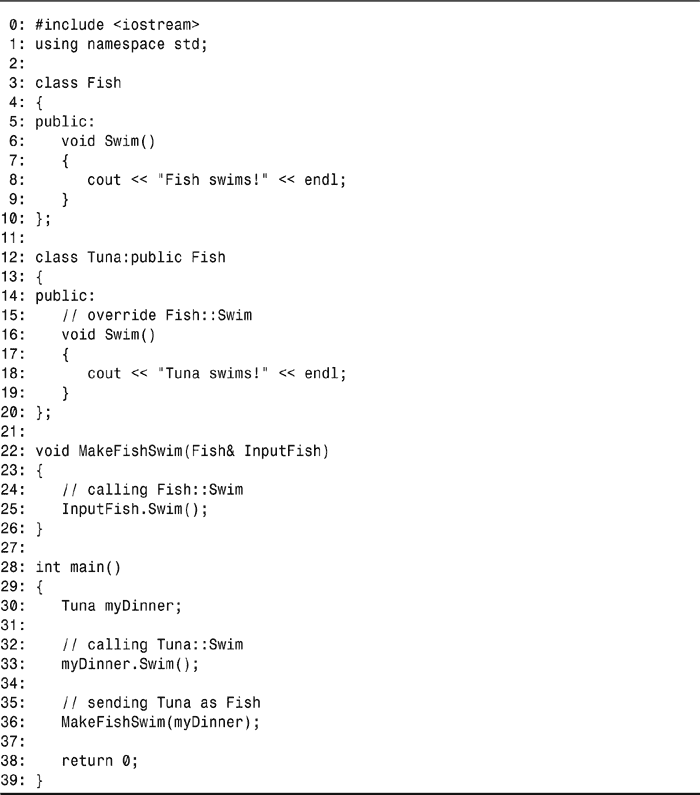 0: #include <iostream>
1: using namespace std;
2:
3: class Fish
4: {
5: public:
6:    void Swim()
7:    {
8:       cout << "Fish swims!" << endl;
9:    }
10: };
11:
12: class Tuna:public Fish
13: {
14: public:
15:    // override Fish::Swim
16:    void Swim()
17:    {
18:       cout << "Tuna swims!" << endl;
19:    }
20: };
21:
22: void MakeFishSwim(Fish& InputFish)
23: {
24:    // calling Fish::Swim
25:    InputFish.Swim();
26: }
27:
28: int main()
29: {
30:    Tuna myDinner;
31:
32:    // calling Tuna::Swim
33:    myDinner.Swim();
34:
35:    // sending Tuna as Fish
36:    MakeFishSwim(myDinner);
37:
38:    return 0;
39: }